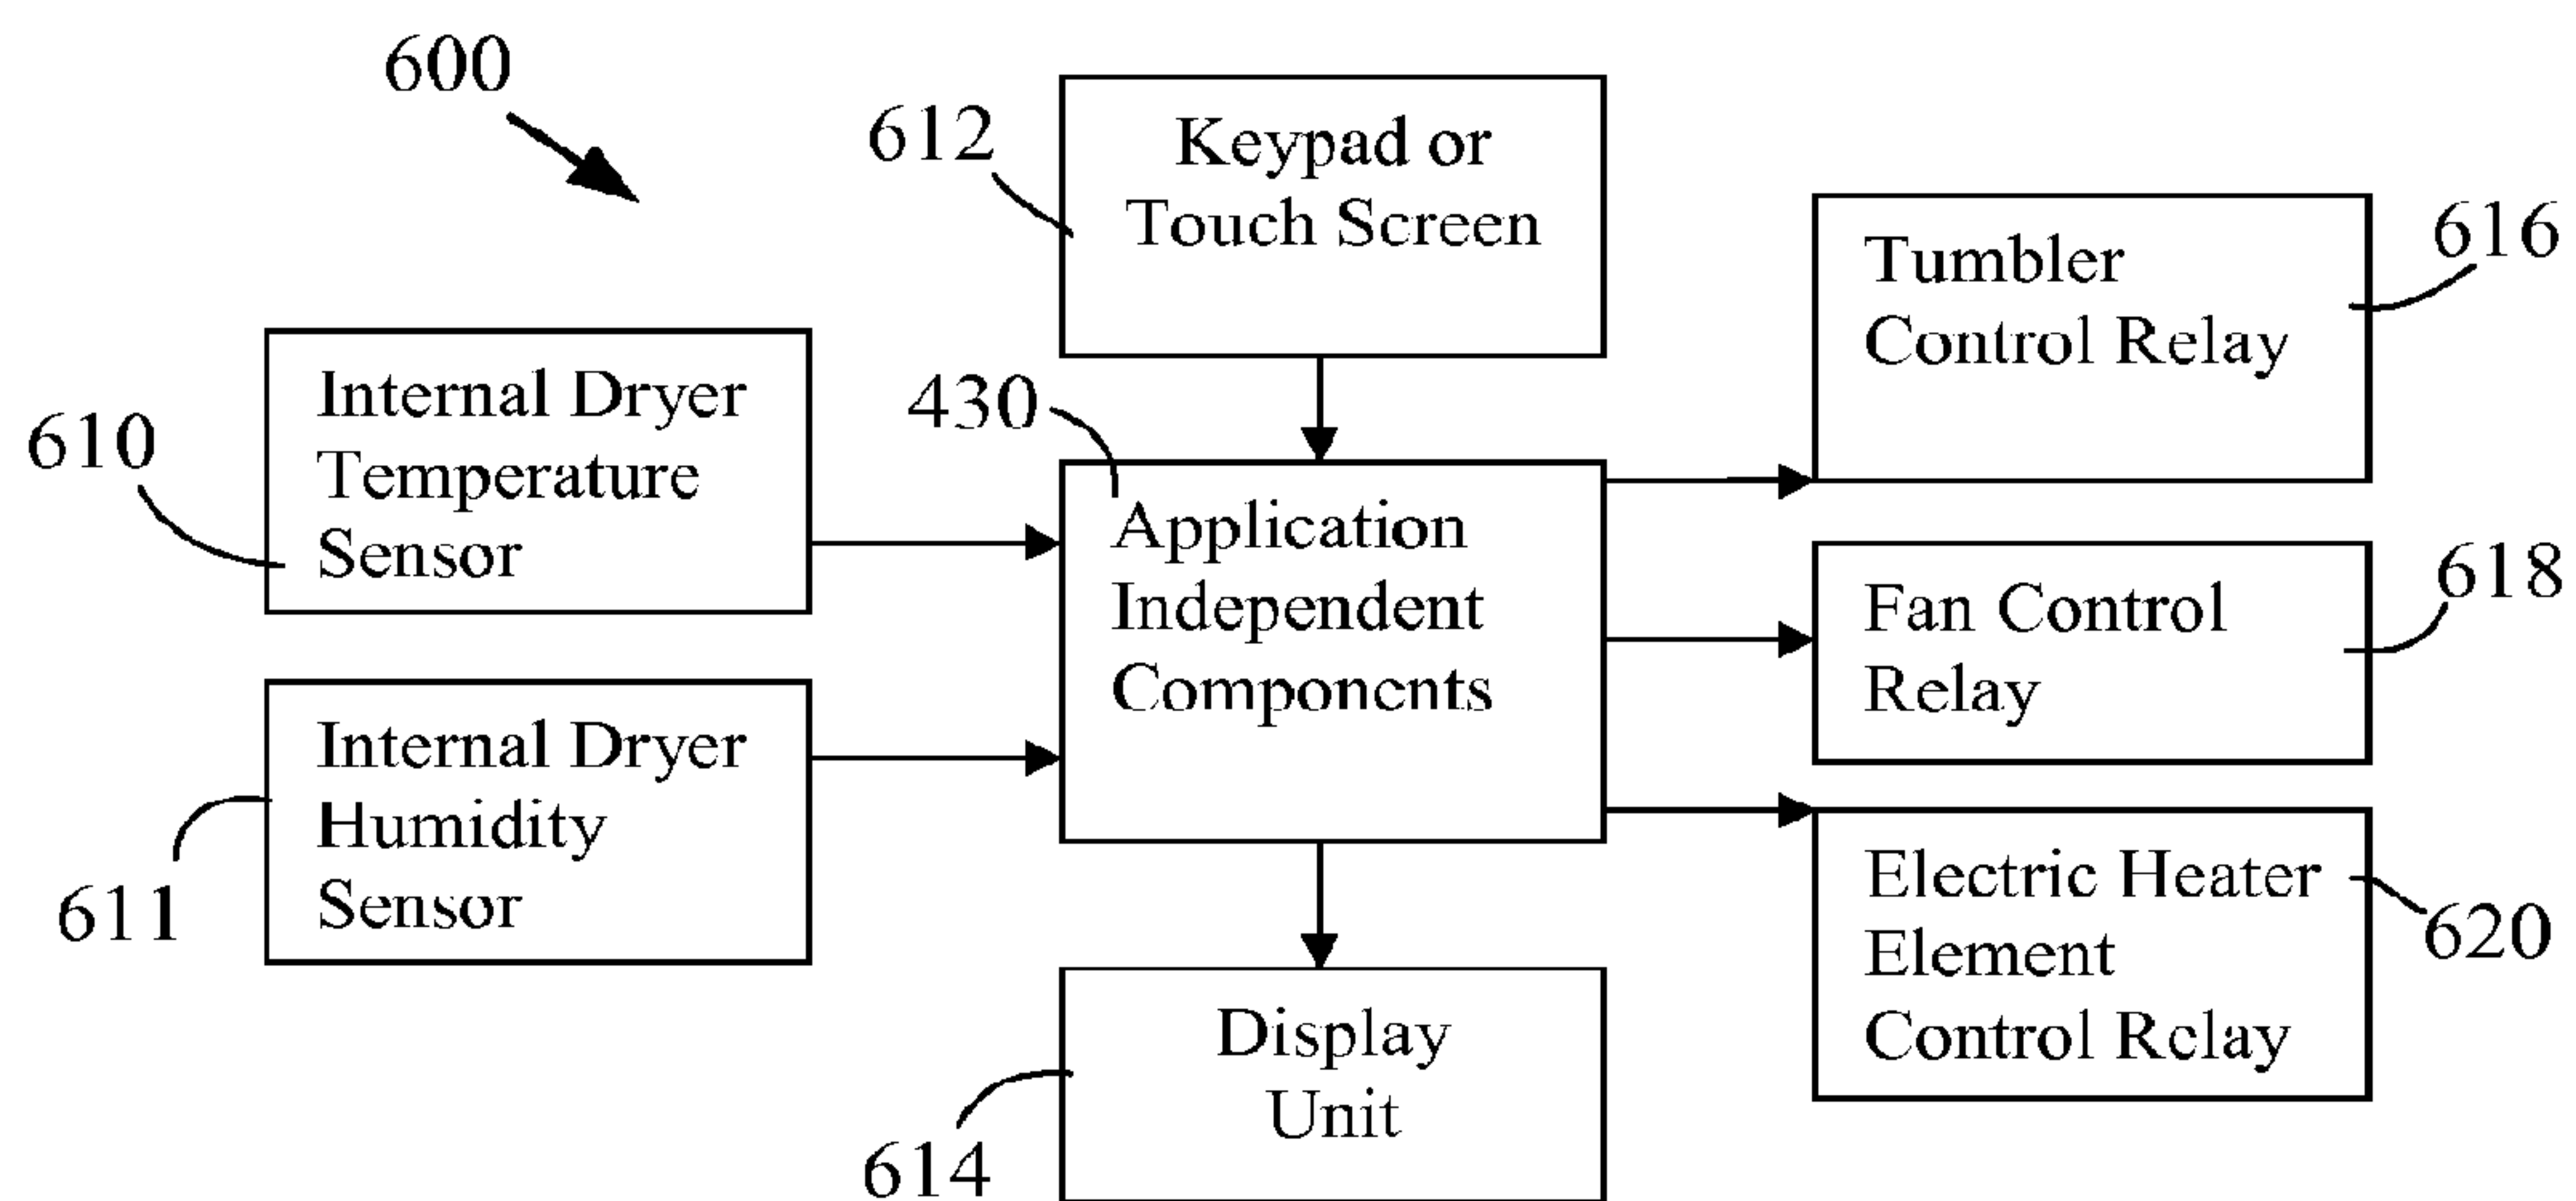 600
612
Keypad or
Touch Screen
Tumbler
Control Relay
616
610
Internal Dryer
Temperature
Sensor
430
Application
Independent
Components
Fan Control
Relay
618
611
Internal Dryer
Humidity
Sensor
Electric Heater
Element
Control Relay
620
614
Display
Unit